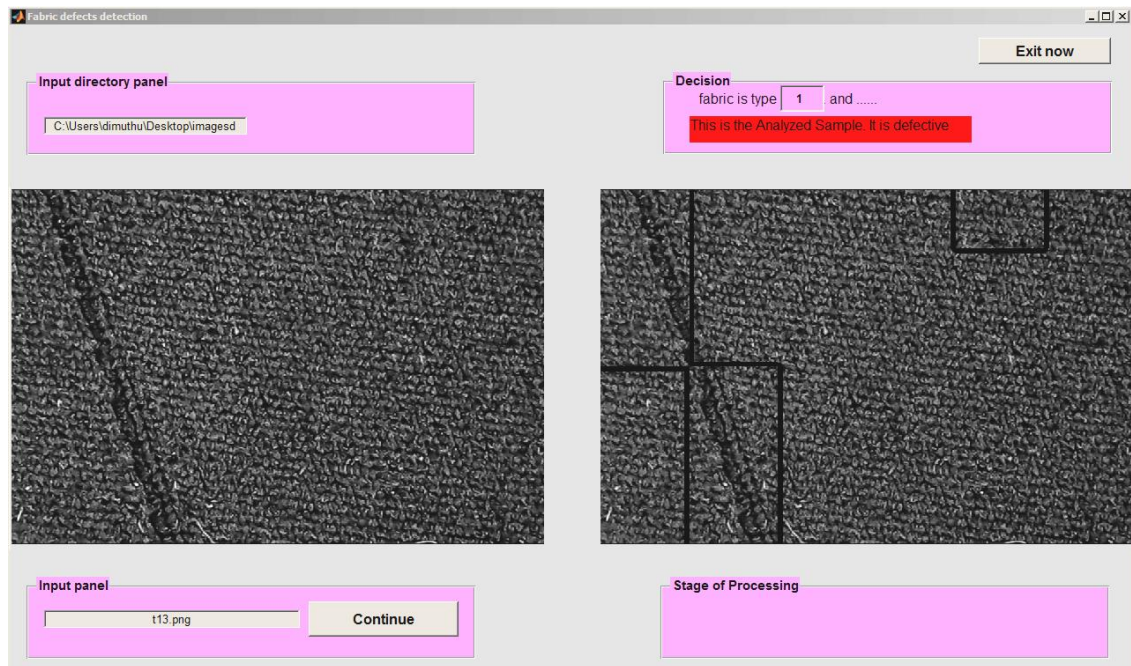 Fabric defects detection
Exit now
Input directory panel
C:\Users\dimuthu\Desktop\imagesd
Decision
fabric is type 1 and ......
This is the Analyzed Sample. It is defective
Input panel
t13.png
Continue
Stage of Processing